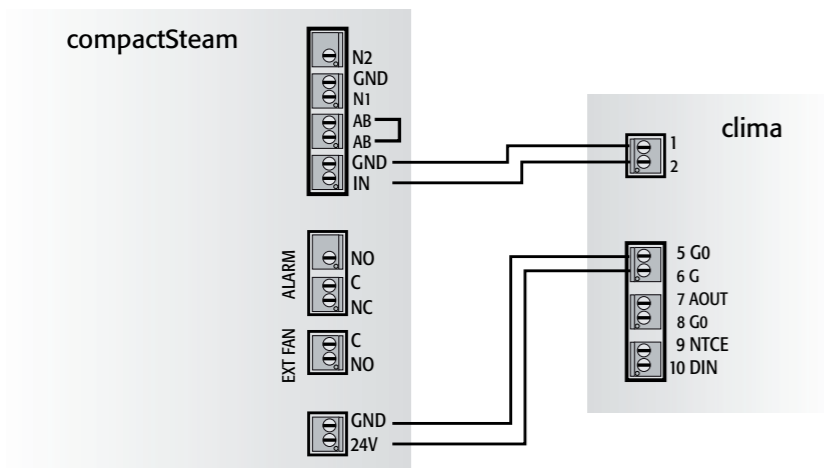 compactSteam
N2
GND
N1
AB
AB
GND
IN
ALARM
NO
C
NC
EXT FAN
C
NO
GND
24V
clima
1
2
5 G0
6 G
7 AOUT
8 G0
9 NTCE
10 DIN